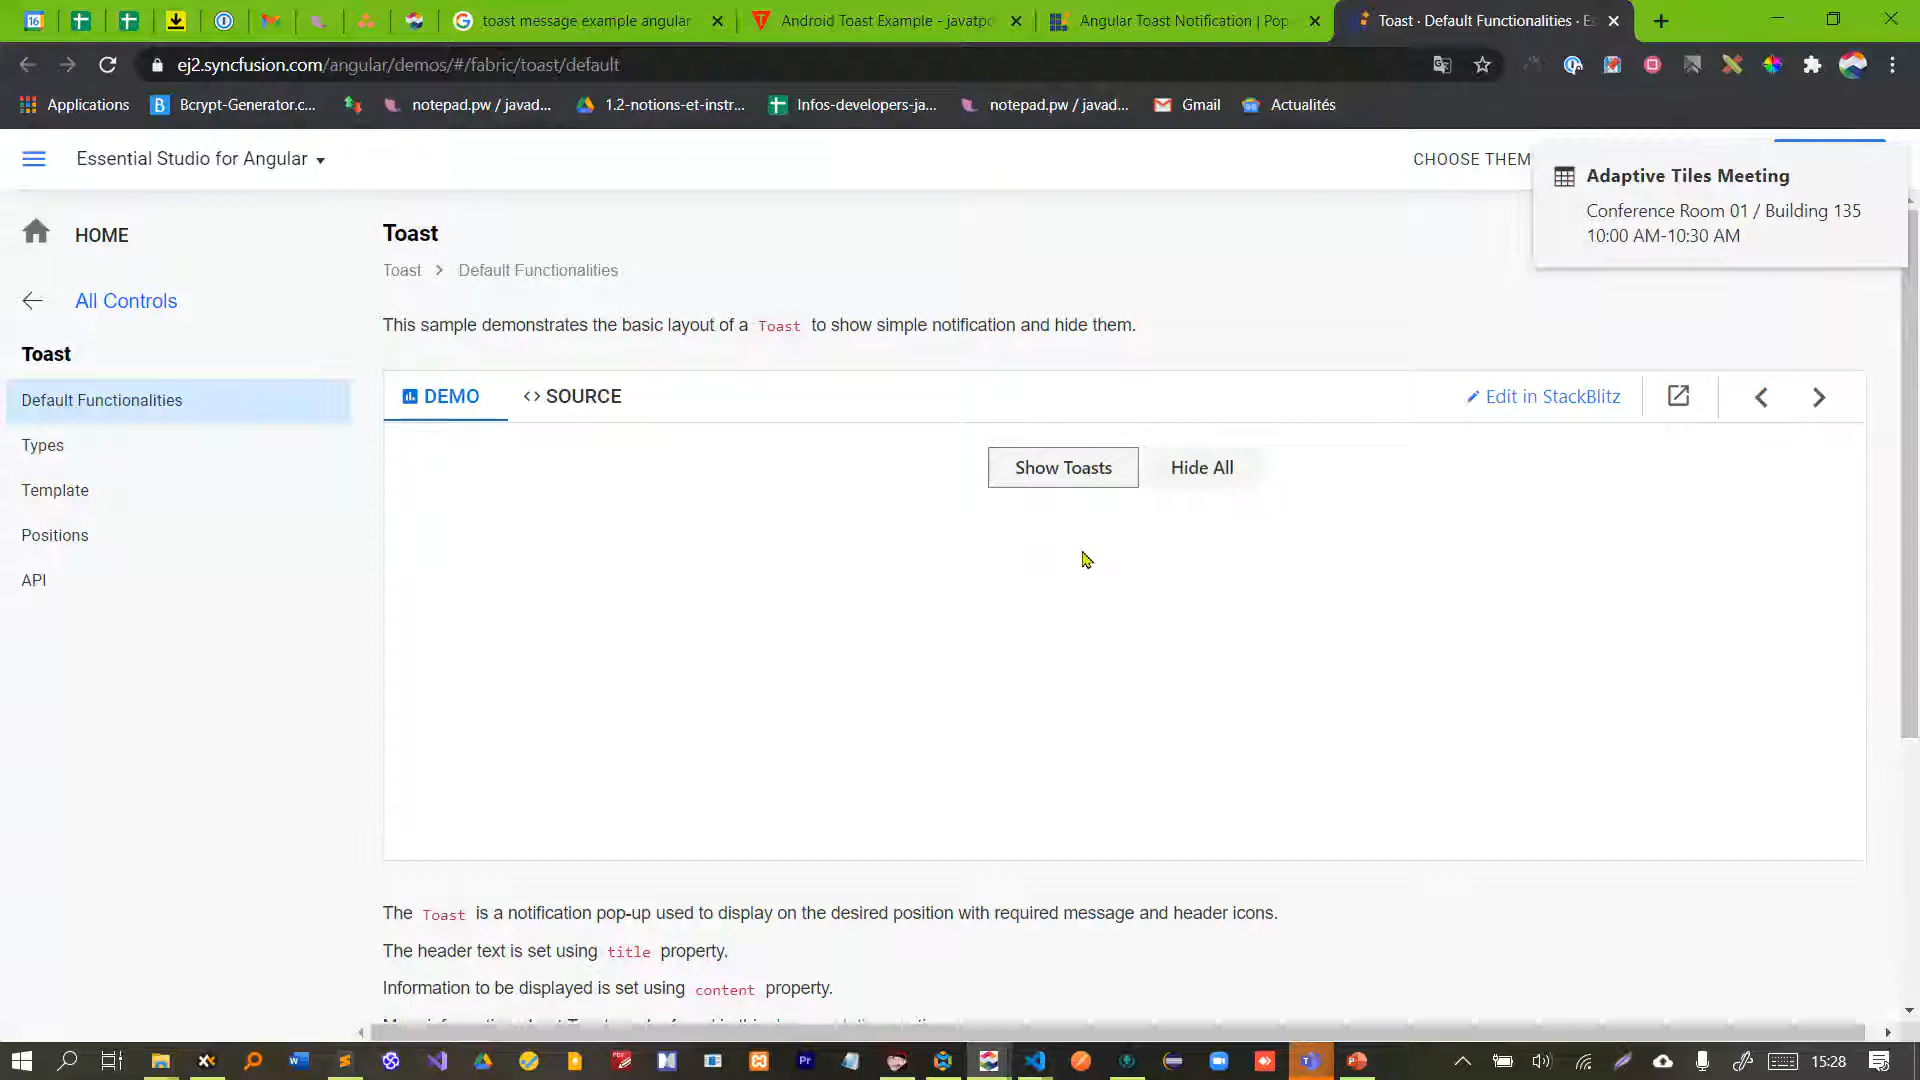 toast message example angular
Android Toast Example - javatpo
Angular Toast Notification | Pop
Toast · Default Functionalities · Es
ej2.syncfusion.com/angular/demos/#/fabric/toast/default
Applications
Bcrypt-Generator.c...
notepad.pw / javad...
1.2-notions-et-instr...
Infos-developers-ja...
notepad.pw / javad...
Gmail
Actualités
Essential Studio for Angular
CHOOSE THEM
Adaptive Tiles Meeting
Conference Room 01 / Building 135
10:00 AM-10:30 AM
HOME
All Controls
Toast
Default Functionalities
Types
Template
Positions
API
Toast
Toast > Default Functionalities
This sample demonstrates the basic layout of a Toast to show simple notification and hide them.
DEMO
<> SOURCE
Edit in StackBlitz
Show Toasts
Hide All
The Toast is a notification pop-up used to display on the desired position with required message and header icons.
The header text is set using title property.
Information to be displayed is set using content property.
15:28